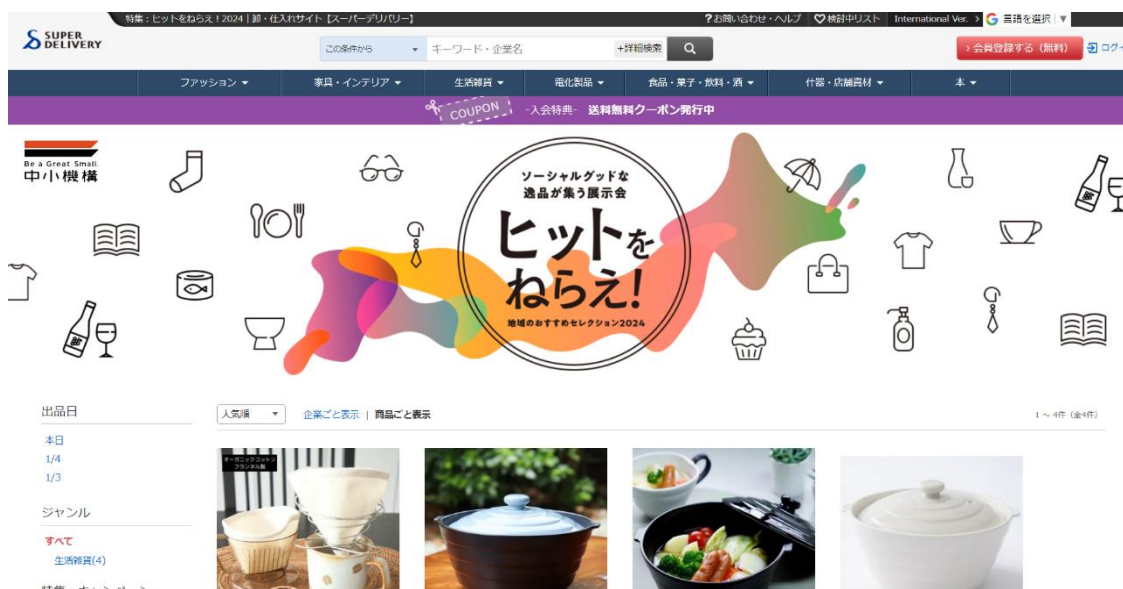 特集：ヒットをねらえ！2024 | 卸・仕入れサイト【スーパーデリバリー】
?お問い合わせ・ヘルプ
検討中リスト
International Ver. >
G 言語を選択 | ▼
SUPER
DELIVERY
この条件から
キーワード・企業名
+詳細検索
> 会員登録する（無料）
ログイ
ファッション
家具・インテリア
生活雑貨
電化製品
食品・菓子・飲料・酒
什器・店舗資材
本
COUPON
-入会特典- 送料無料クーポン発行中
Be a Great Small.
中小機構
ソーシャルグッドな
逸品が集う展示会
ヒットを
ねらえ!
地域のおすすめセレクション2024
出品日
本日
1/4
1/3
ジャンル
すべて
生活雑貨(4)
人気順
企業ごと表示 | 商品ごと表示
1 ～ 4件（全4件）
オーガニックコットン
フランネル製